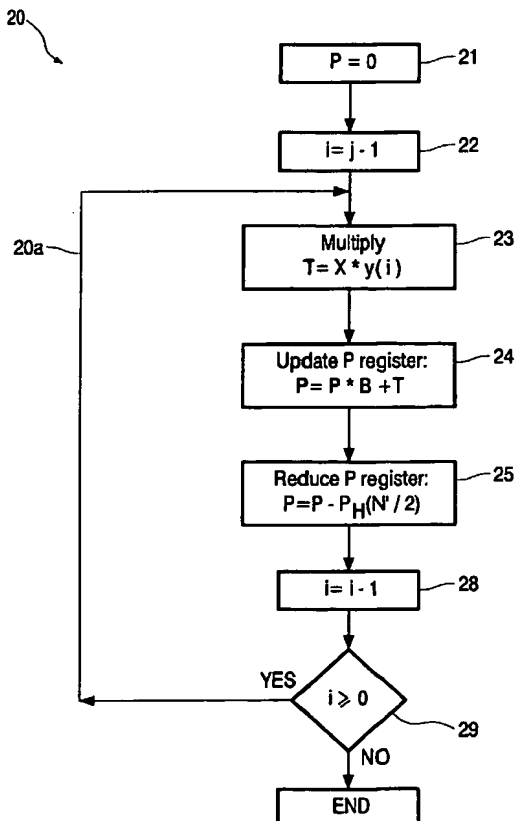 20
P = 0
21
i = j - 1
22
20a
Multiply
T = X * y( i )
23
Update P register:
P = P * B + T
24
Reduce P register:
P = P - P_H(N' / 2)
25
i = i - 1
28
YES
i ⩾ 0
29
NO
END